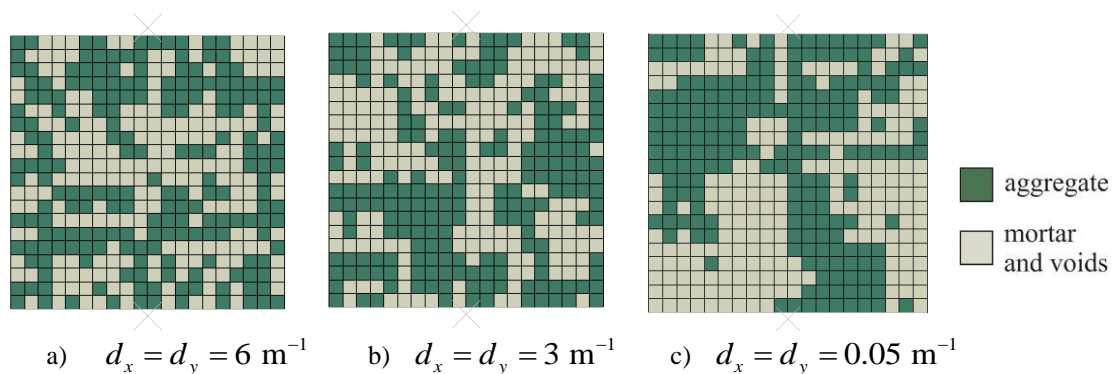 aggregate
mortar
and voids
a) d_x = d_y = 6 m⁻¹
b) d_x = d_y = 3 m⁻¹
c) d_x = d_y = 0.05 m⁻¹